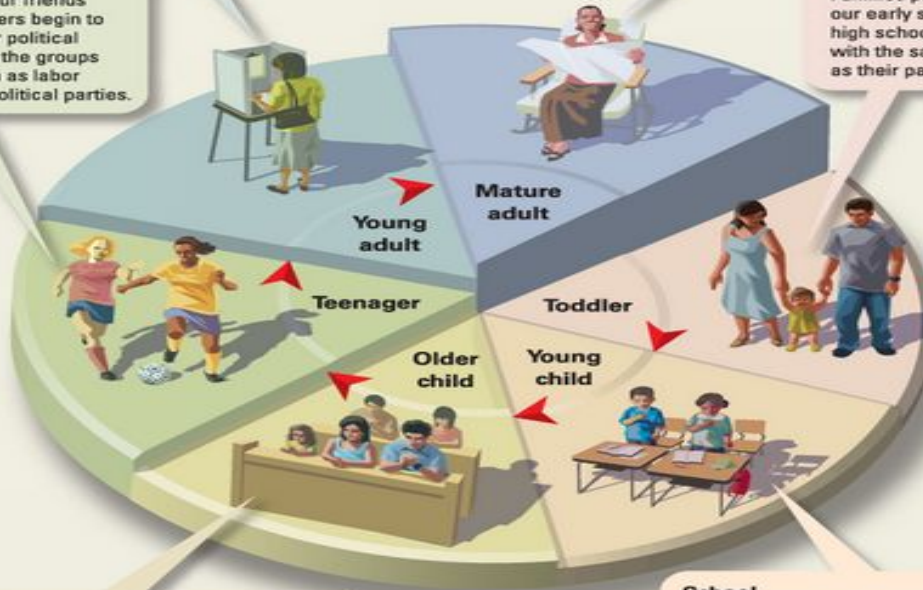 ur friends
ers begin to
r political
the groups
as labor
olitical parties.
our early s
high schoo
with the sa
as their pa
Mature
adult
Young
adult
Teenager
Toddler
Older
child
Young
child
School